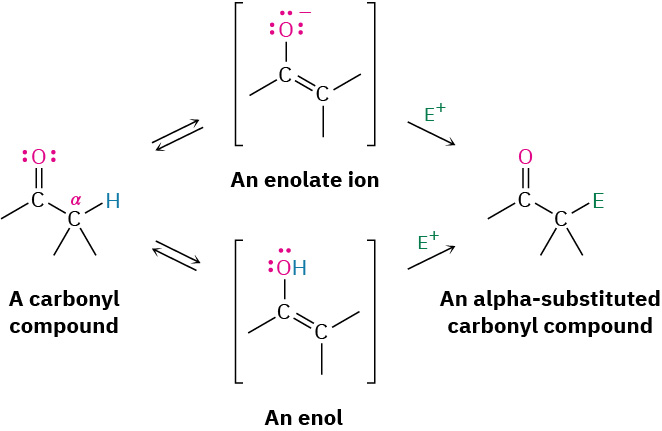 O
C
α
H
C
A carbonyl
compound
O−
C
C
An enolate ion
OH
C
C
An enol
E+
E+
O
C
E
C
An alpha-substituted
carbonyl compound